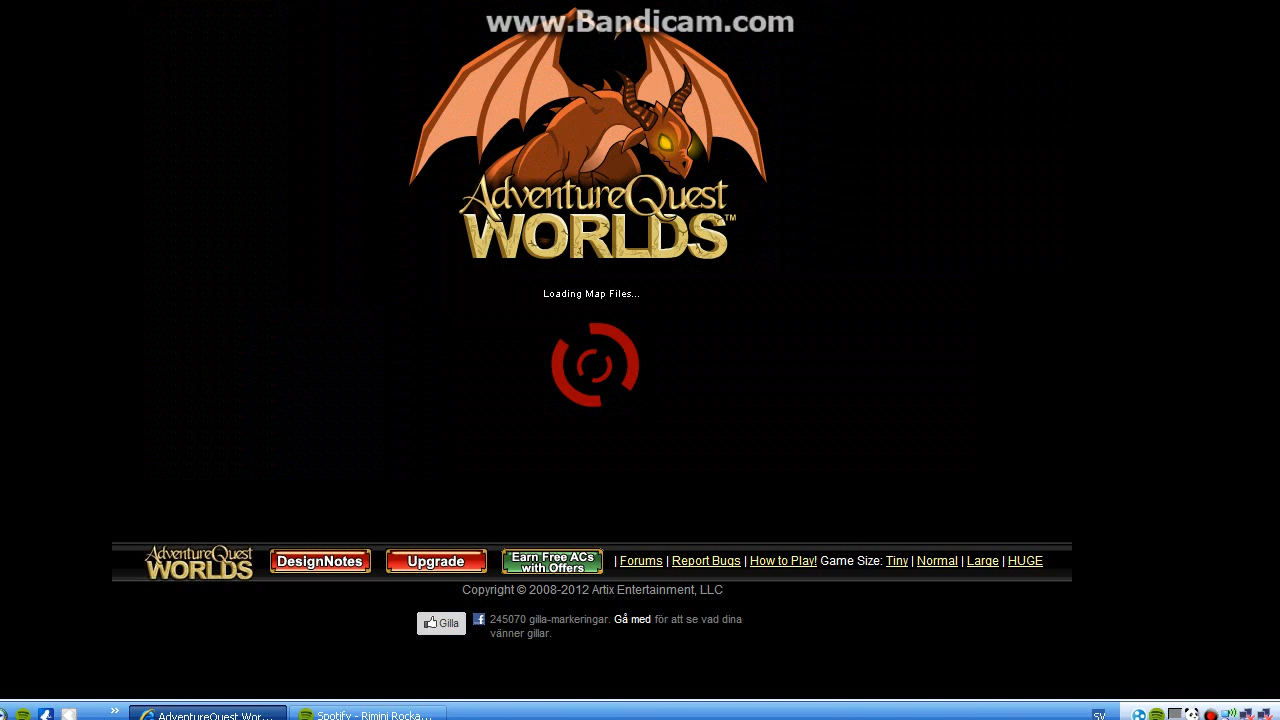 www.Bandicam.com
AdventureQuest
WORLDS™
Loading Map Files...
AdventureQuest
WORLDS
DesignNotes
Upgrade
Earn Free ACs
with Offers
| Forums | Report Bugs | How to Play! Game Size: Tiny | Normal | Large | HUGE
Copyright © 2008-2012 Artix Entertainment, LLC
Gilla
245070 gilla-markeringar. Gå med för att se vad dina
vänner gillar.
»
AdventureQuest Wor...
Spotify - Rimini Rocka...
SV